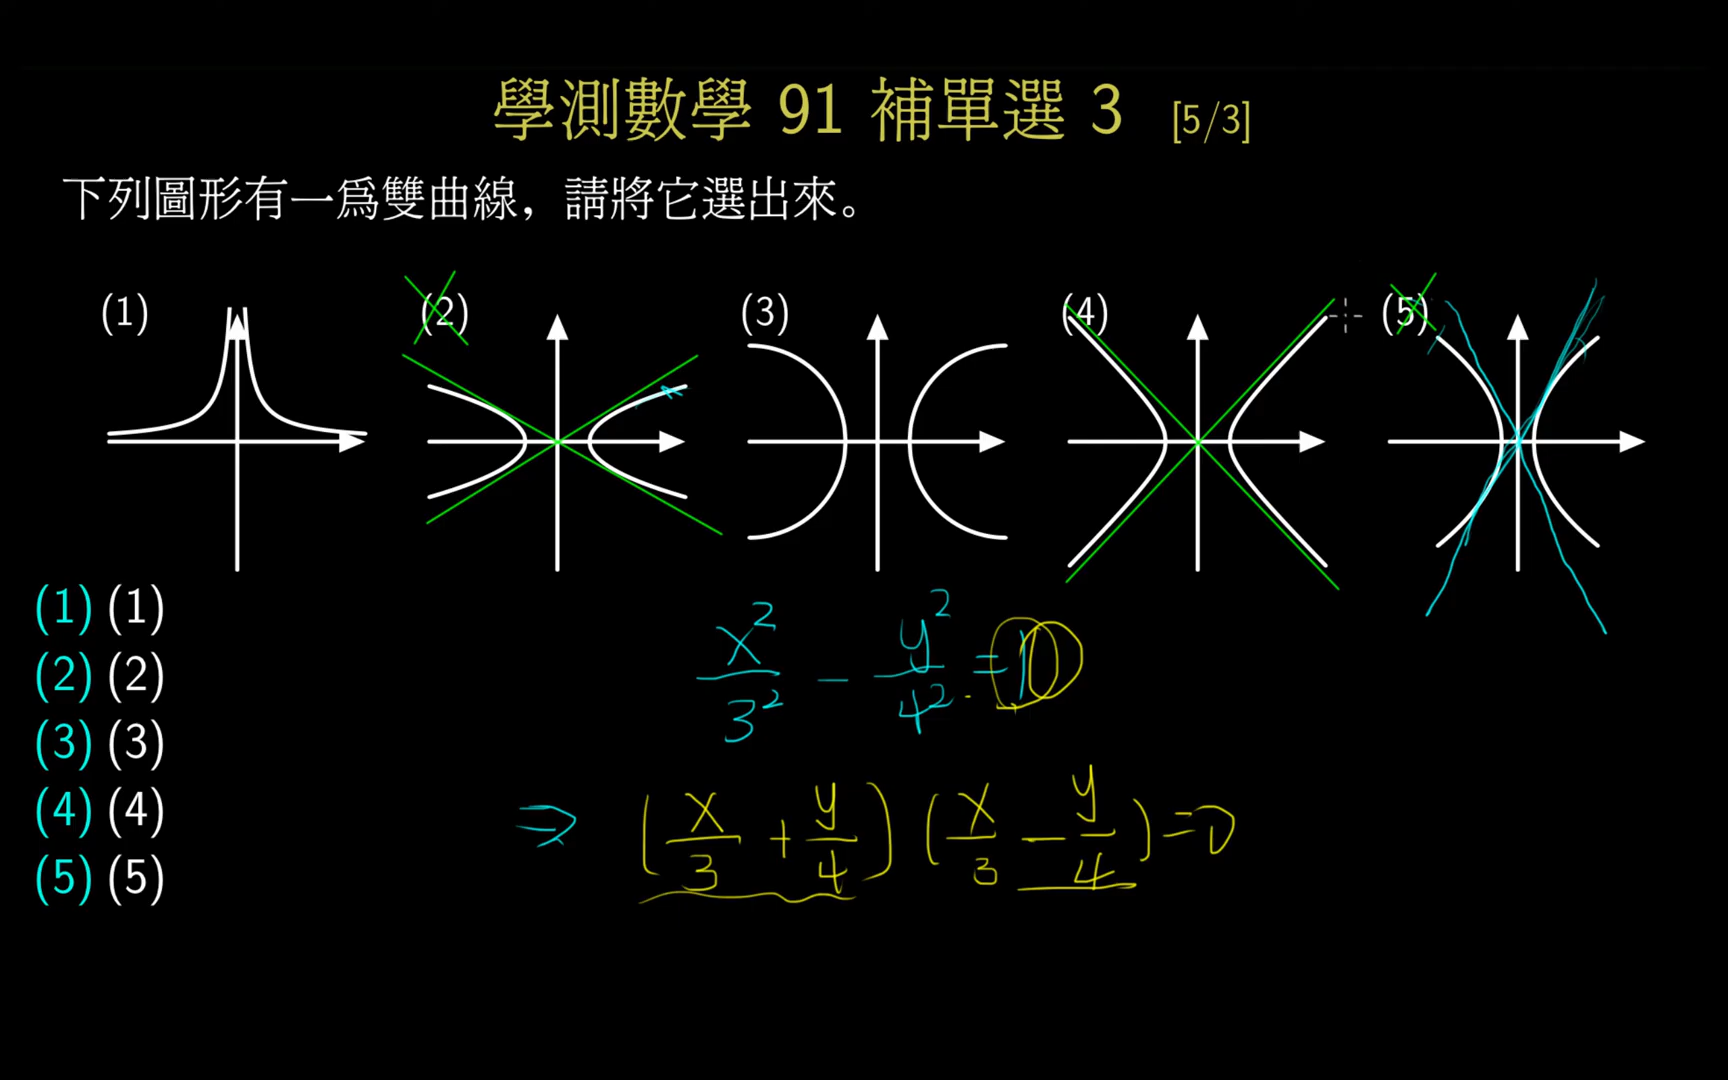 學測數學 91 補單選 3 [5/3]
下列圖形有一為雙曲線，請將它選出來。
(1) (2) (3) (4) (5)
(1) (1)
(2) (2)
(3) (3)
(4) (4)
(5) (5)
x²/3² − y²/4² = 1 0
⇒ (x/3 + y/4)(x/3 − y/4) = 0